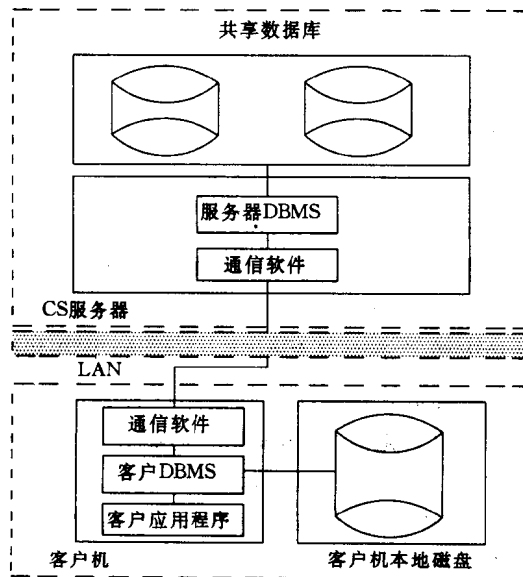 共享数据库
服务器DBMS
通信软件
CS服务器
LAN
通信软件
客户DBMS
客户应用程序
客户机
客户机本地磁盘